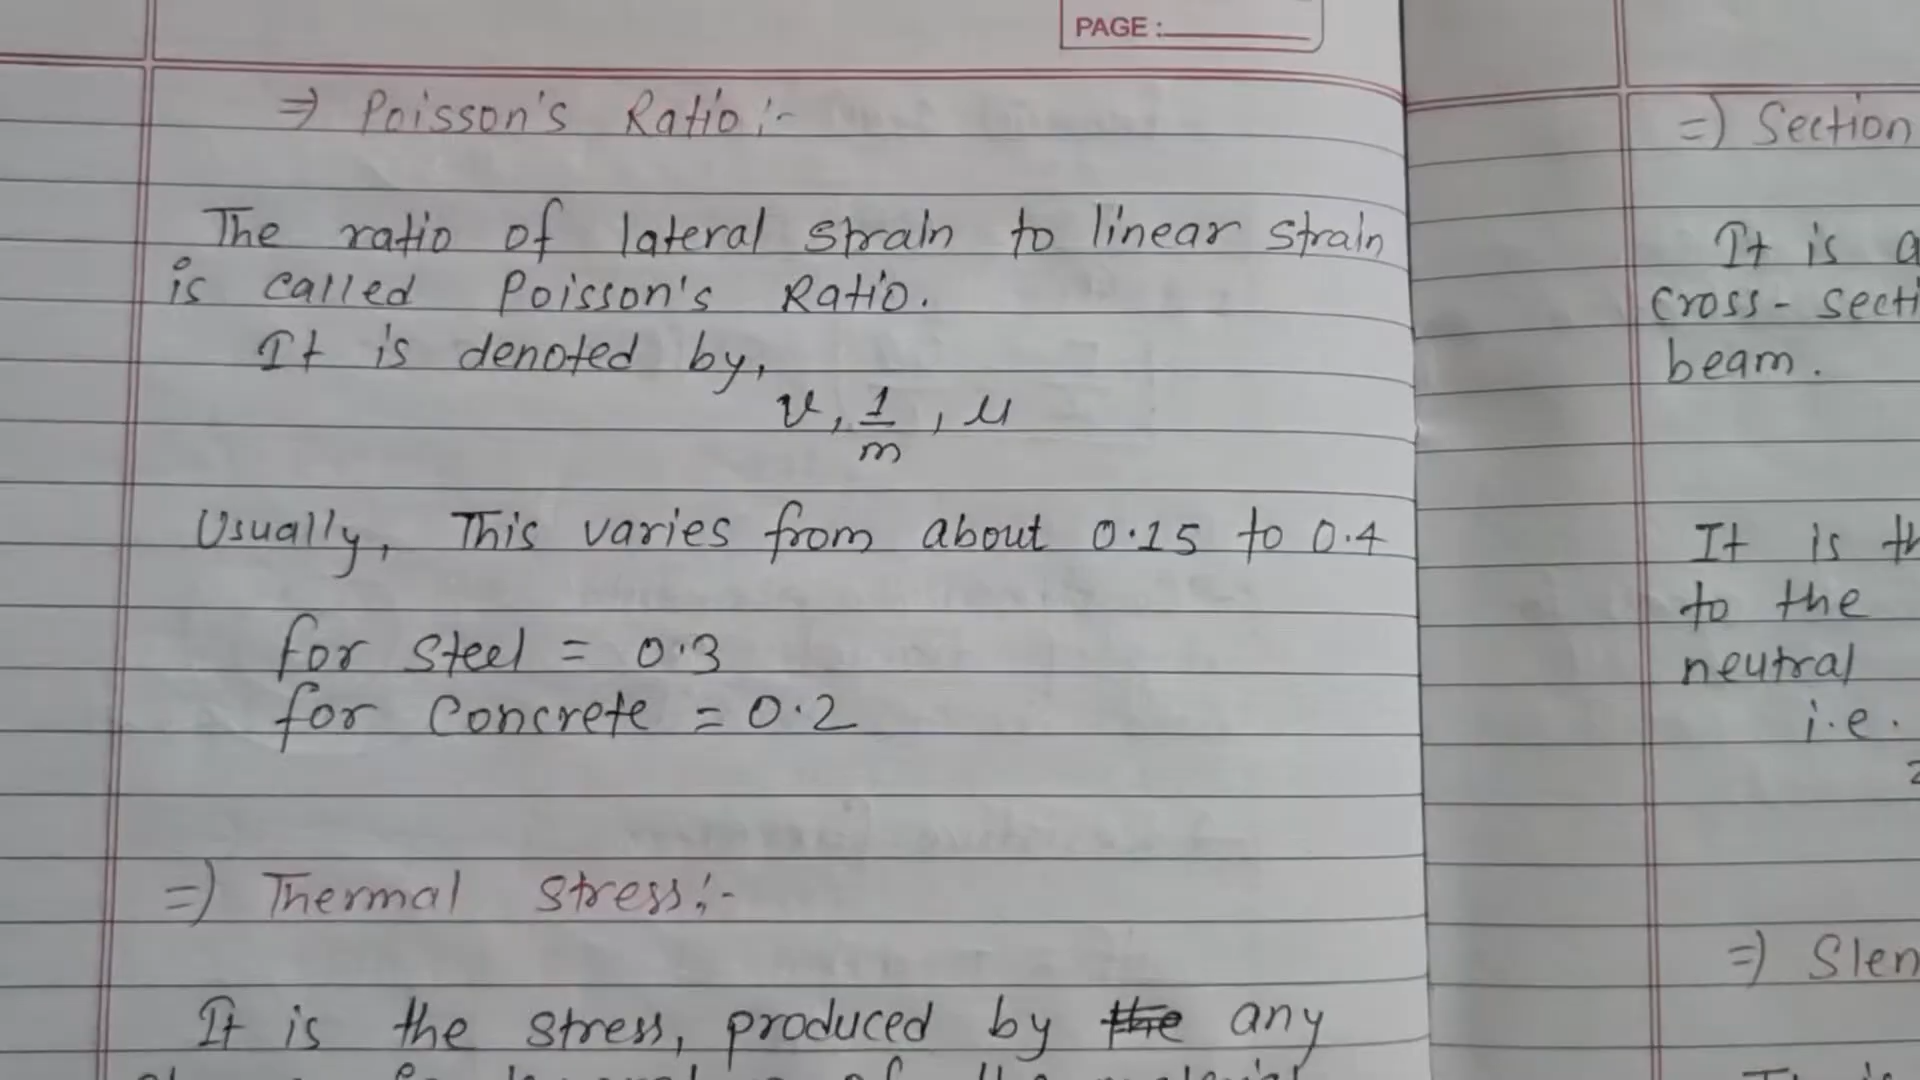 PAGE :
⇒ Poisson's Ratio :-
The ratio of lateral strain to linear strain
is called Poisson's Ratio.
It is denoted by,
ν, 1/m, μ
Usually, This varies from about 0.15 to 0.4
for steel = 0.3
for concrete = 0.2
⇒ Thermal stress :-
It is the stress, produced by the any
⇒ Section
It is a
cross-secti
beam.
It is th
to the
neutral
i.e.
⇒ Slen